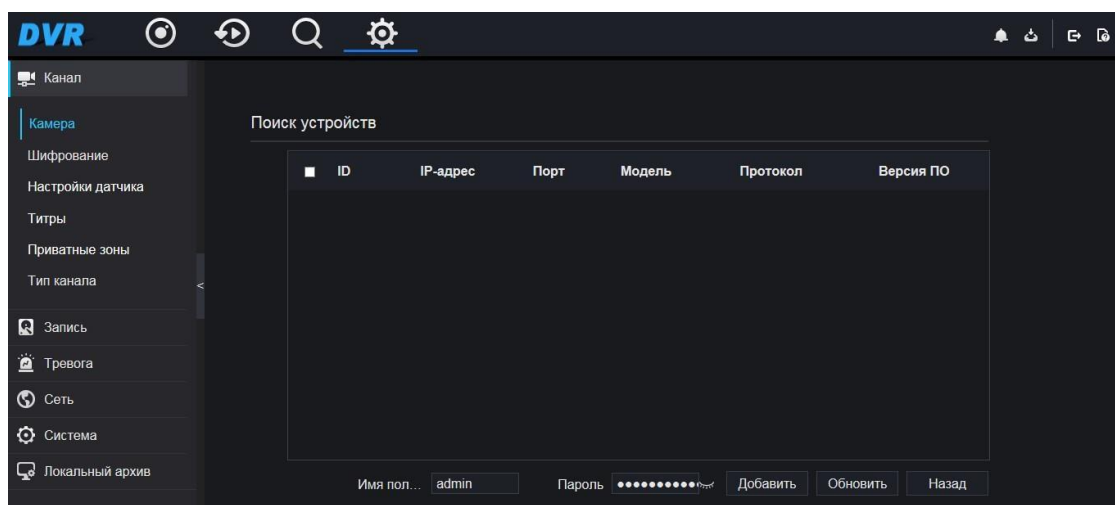 DVR
Канал
Камера
Шифрование
Настройки датчика
Титры
Приватные зоны
Тип канала
Запись
Тревога
Сеть
Система
Локальный архив
<
Поиск устройств
ID IP-адрес Порт Модель Протокол Версия ПО
Имя пол... admin Пароль ●●●●●●●●●● Добавить Обновить Назад